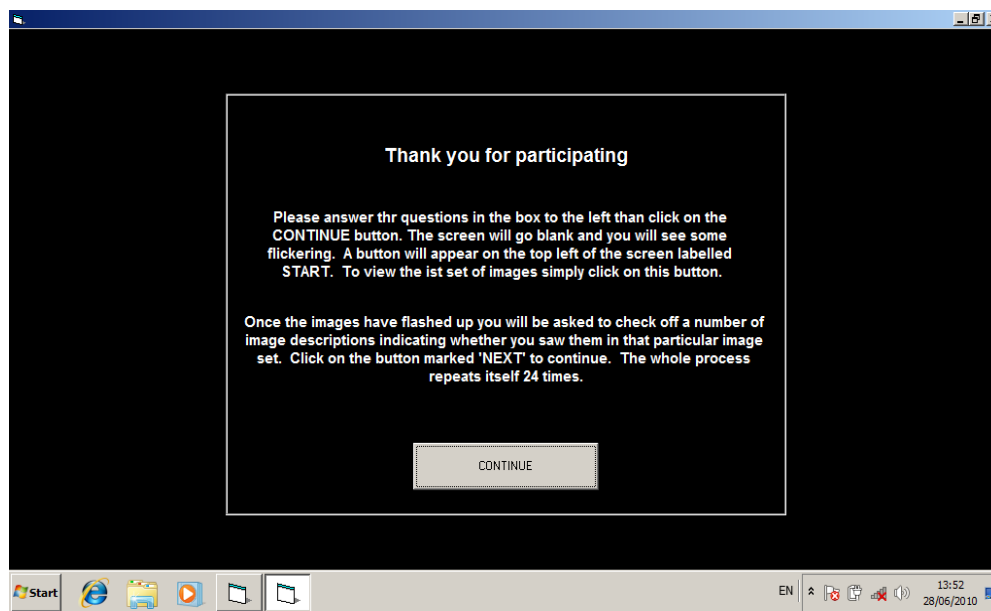 Thank you for participating
Please answer thr questions in the box to the left than click on the
CONTINUE button. The screen will go blank and you will see some
flickering. A button will appear on the top left of the screen labelled
START. To view the ist set of images simply click on this button.
Once the images have flashed up you will be asked to check off a number of
image descriptions indicating whether you saw them in that particular image
set. Click on the button marked 'NEXT' to continue. The whole process
repeats itself 24 times.
CONTINUE
Start
EN
13:52
28/06/2010